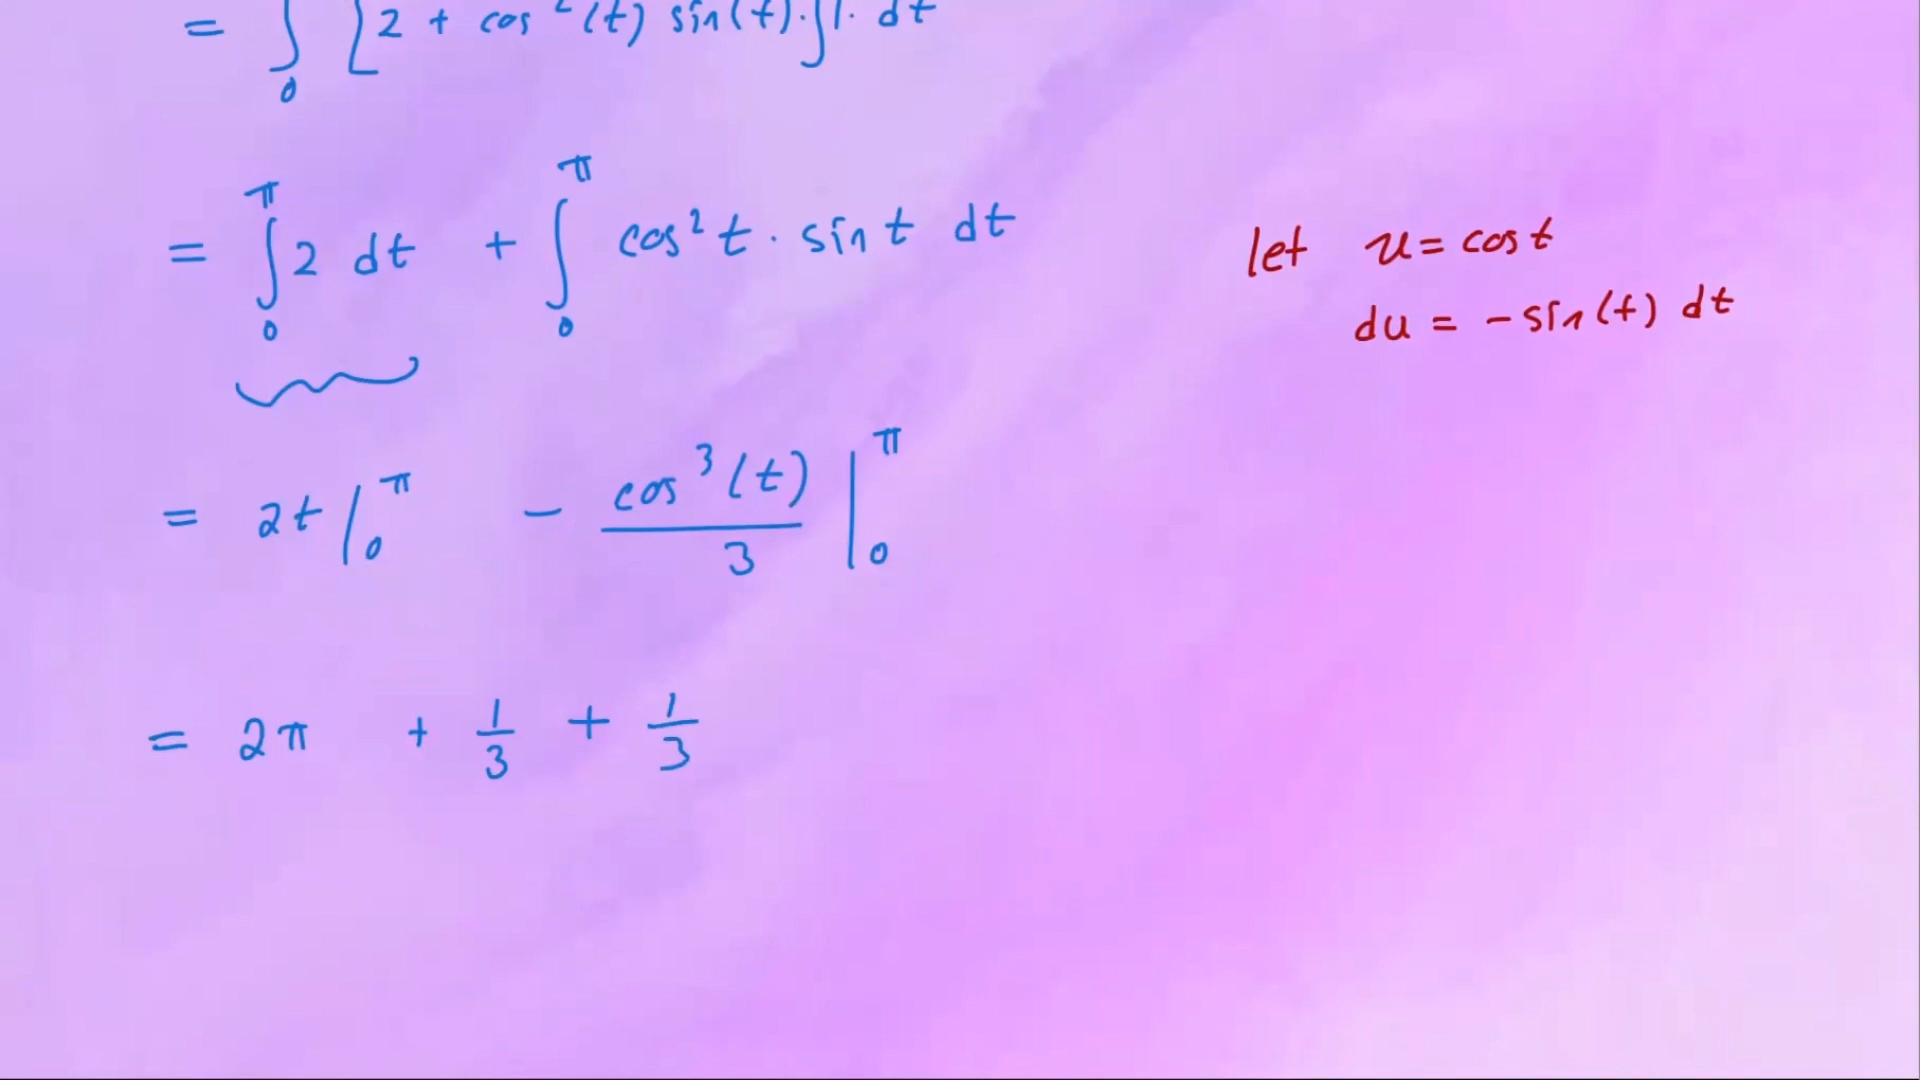 = ∫₀ [2 + cos²(t) sin(t).]1. dt
= ∫₀^π 2 dt + ∫₀^π cos²t · sin t dt
let u = cos t
du = -sin(t) dt
= 2t |₀^π - cos³(t)/3 |₀^π
= 2π + 1/3 + 1/3